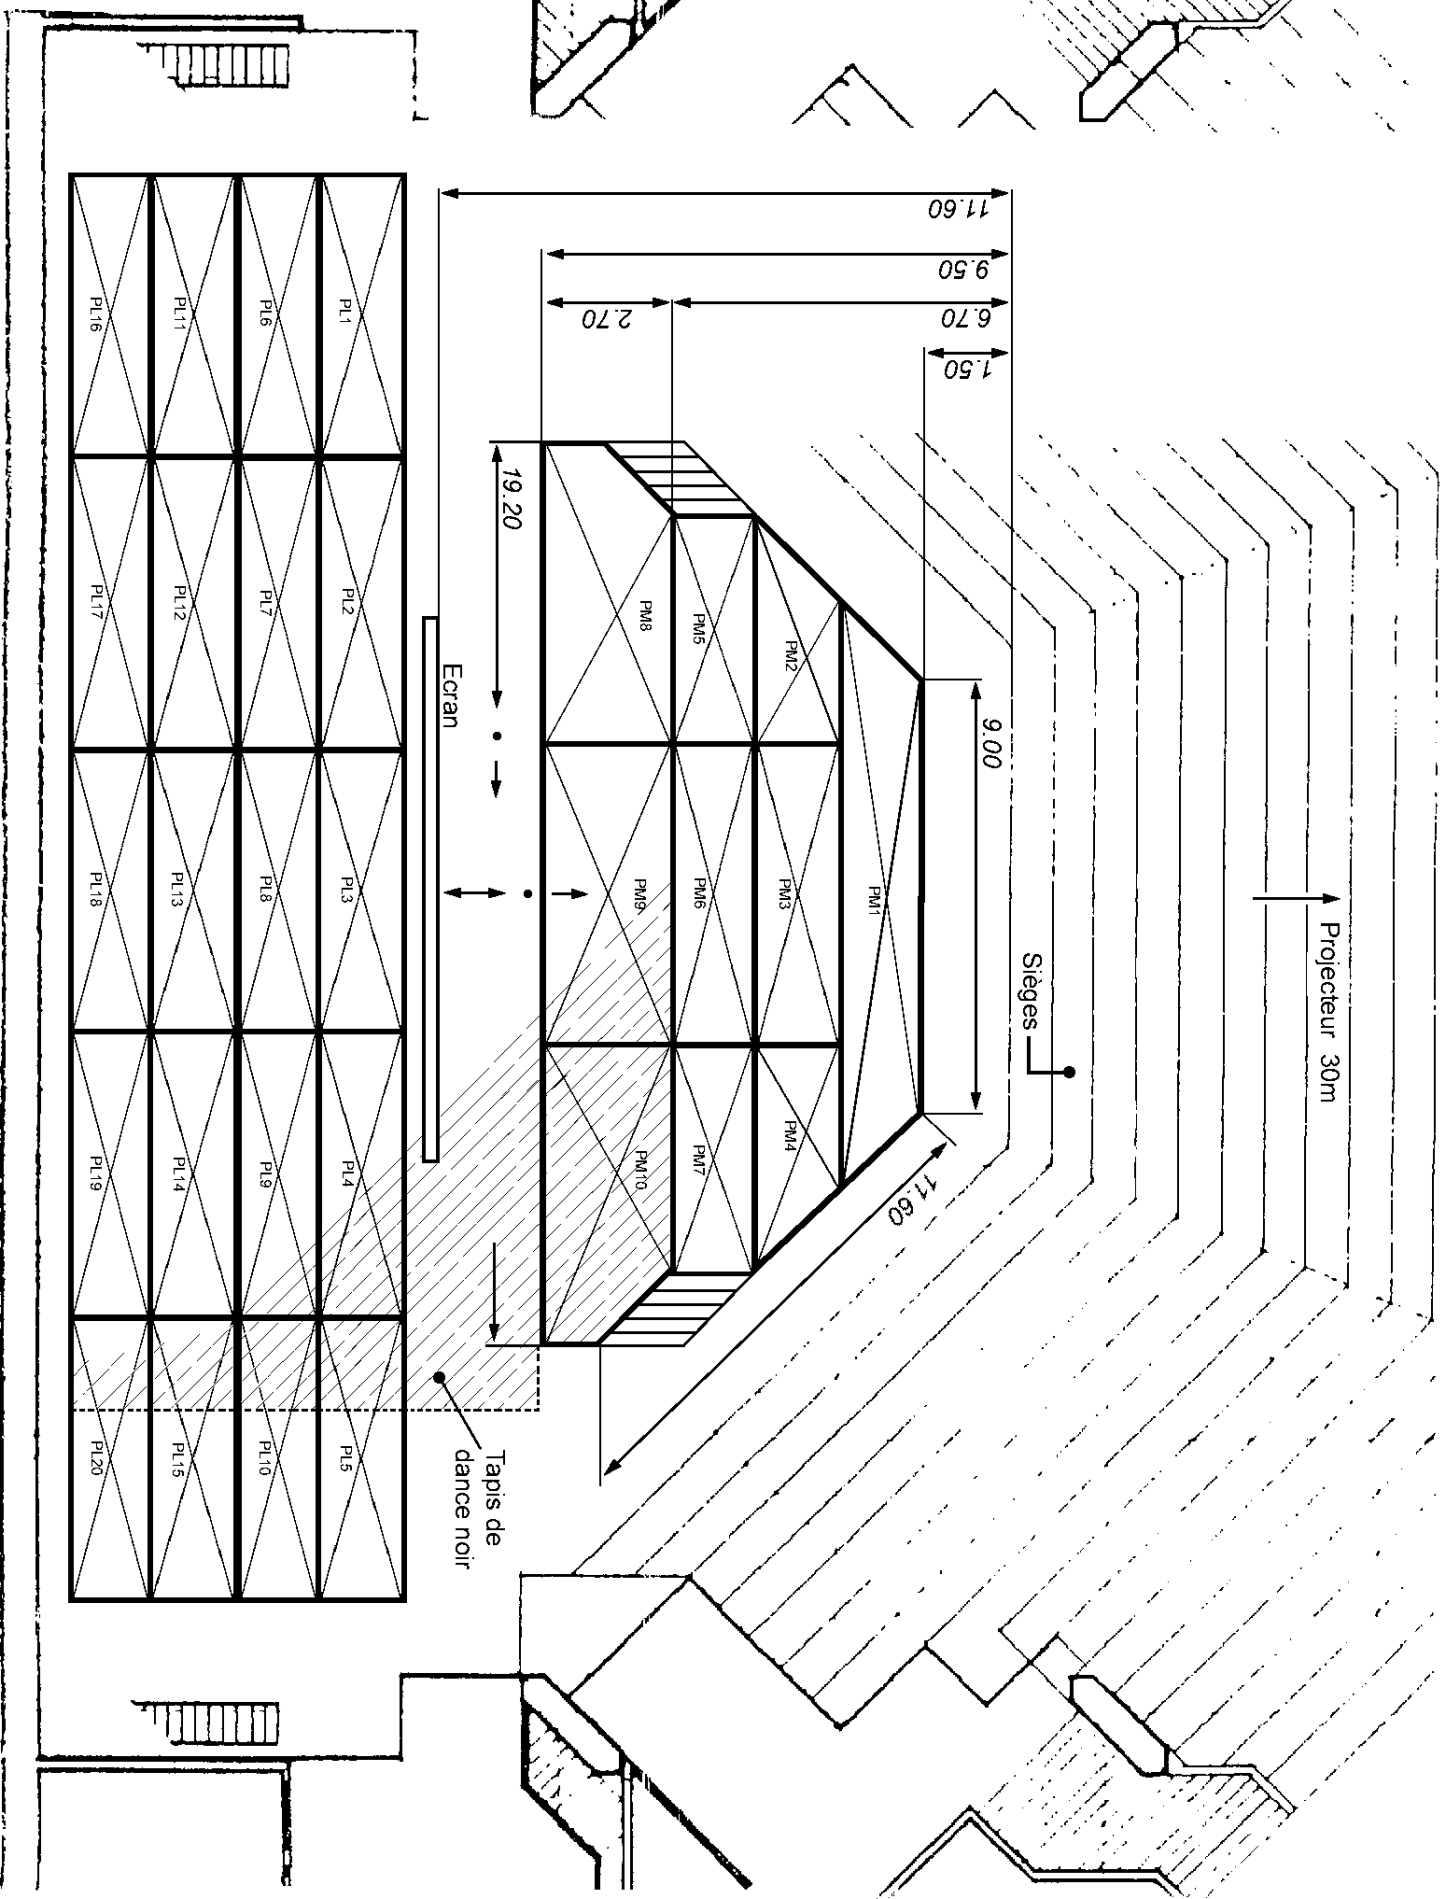 11.60
9.50
2.70
6.70
1.50
19.20
9.00
11.60
Ecran
Projecteur 30m
Sièges
Tapis de
dance noir
PM1
PM2
PM3
PM4
PM5
PM6
PM7
PM8
PM9
PM10
PL1
PL2
PL3
PL4
PL5
PL6
PL7
PL8
PL9
PL10
PL11
PL12
PL13
PL14
PL15
PL16
PL17
PL18
PL19
PL20